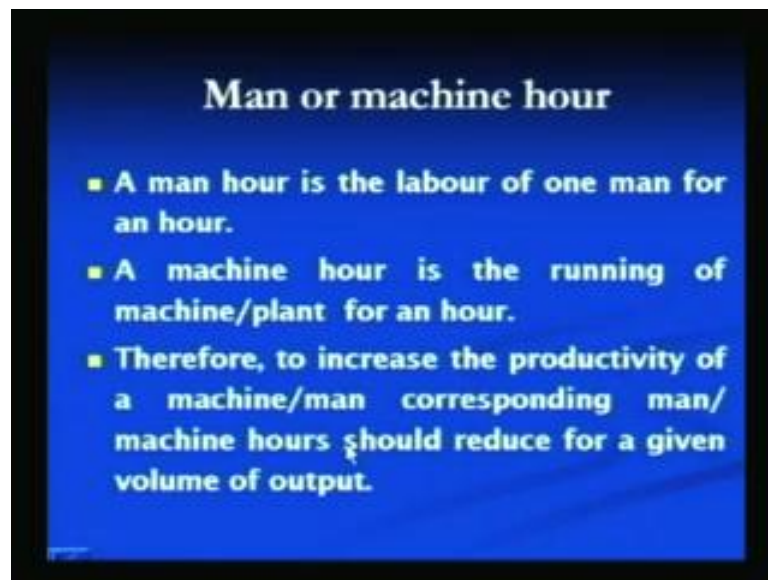 Man or machine hour
A man hour is the labour of one man for
an hour.
A machine hour is the running of
machine/plant for an hour.
Therefore, to increase the productivity of
a machine/man corresponding man/
machine hours should reduce for a given
volume of output.